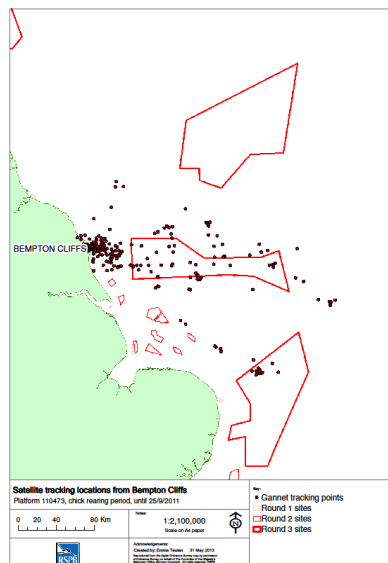 BEMPTON CLIFFS
Satellite tracking locations from Bempton Cliffs
Platform 110473, chick rearing period, until 25/9/2011
0 20 40 80 Km
Notes:
1:2,100,000
Scale on A4 paper
N
Key:
Gannet tracking points
Round 1 sites
Round 2 sites
Round 3 sites
RSPB
Acknowledgements:
Created by: Emma Teuten 31 May 2013